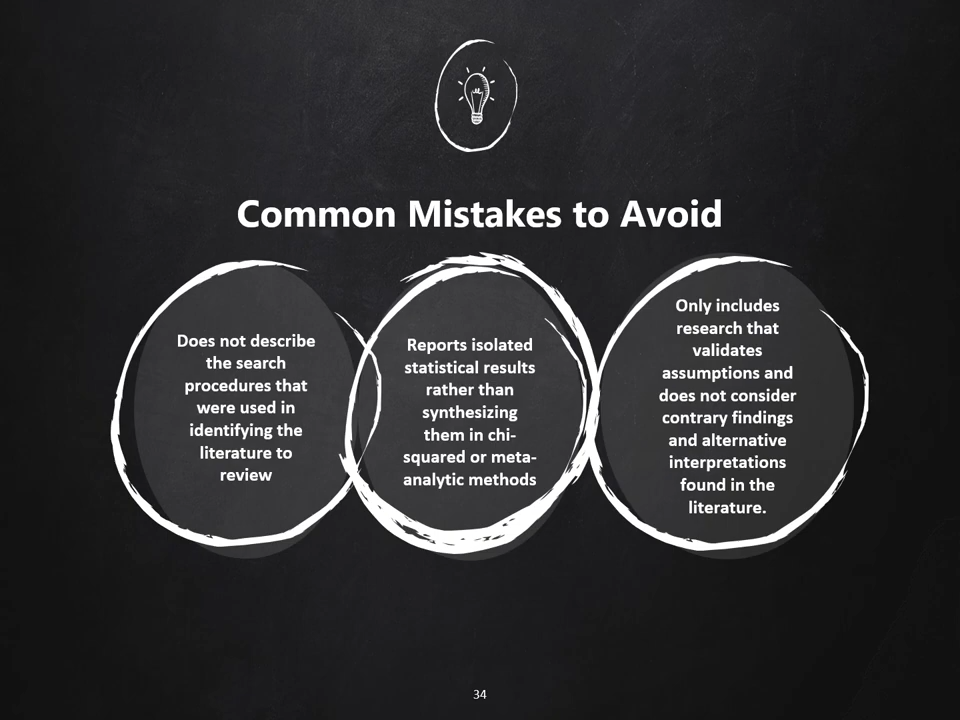 Common Mistakes to Avoid
Does not describe
the search
procedures that
were used in
identifying the
literature to
review
Reports isolated
statistical results
rather than
synthesizing
them in chi-
squared or meta-
analytic methods
Only includes
research that
validates
assumptions and
does not consider
contrary findings
and alternative
interpretations
found in the
literature.
34